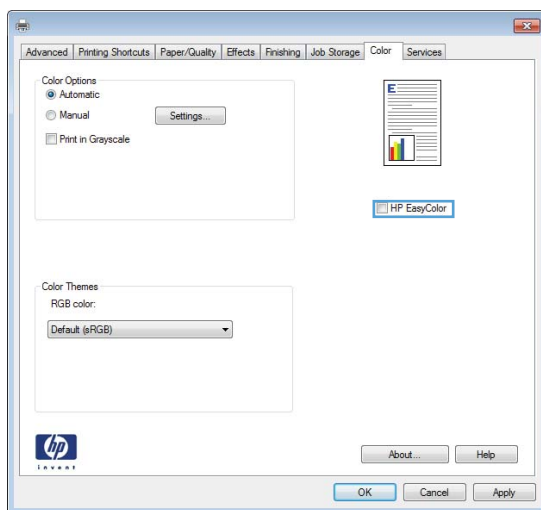 Advanced Printing Shortcuts Paper/Quality Effects Finishing Job Storage Color Services
Color Options
Automatic
Manual
Settings...
Print in Grayscale
E
HP EasyColor
Color Themes
RGB color:
Default (sRGB)
hp
invent
About...
Help
OK
Cancel
Apply